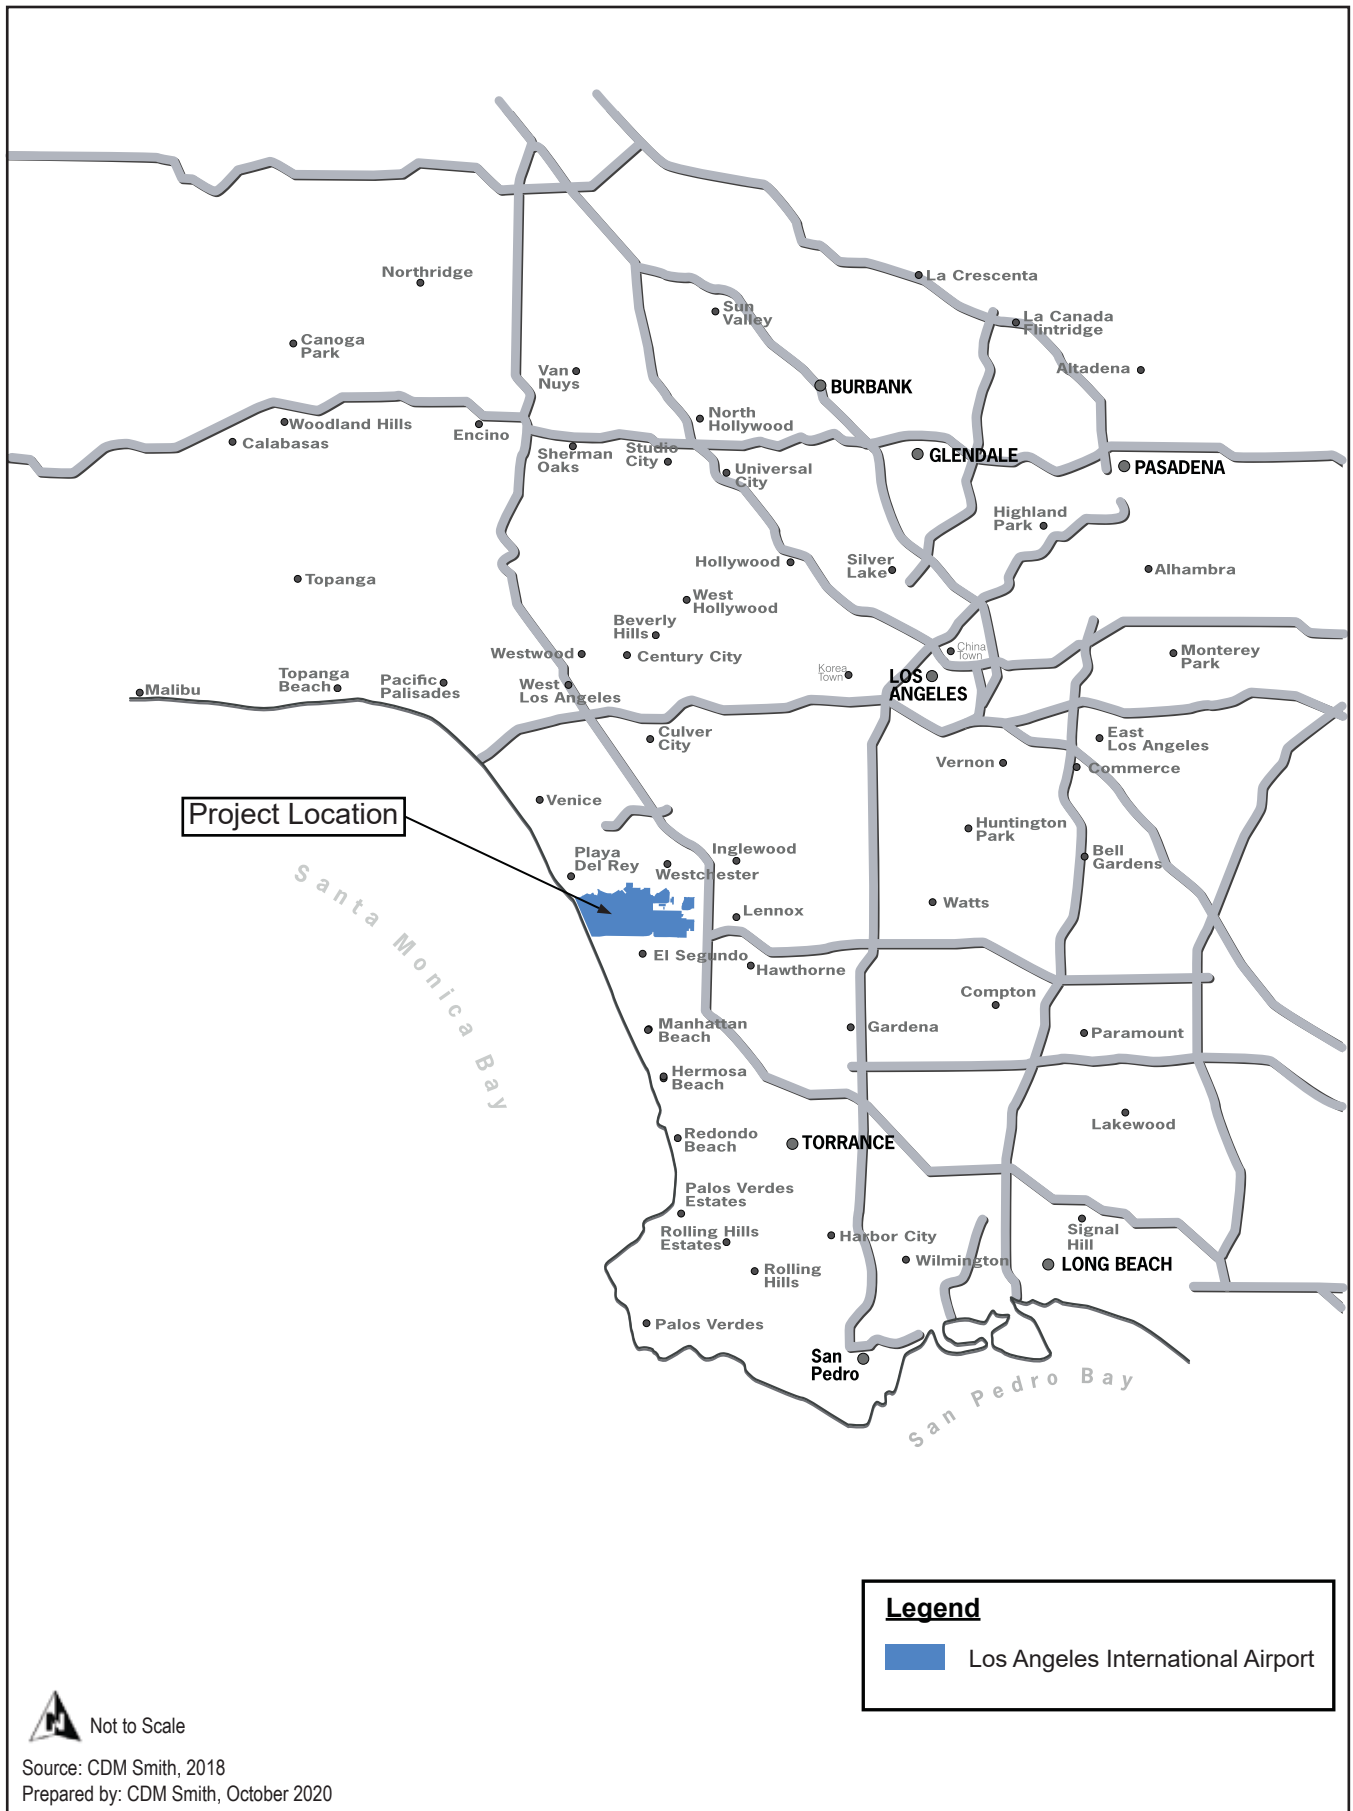 Northridge
La Crescenta
Sun
Valley
La Canada
Flintridge
Canoga
Park
Van
Nuys
Altadena
BURBANK
Woodland Hills
North
Hollywood
Calabasas
Encino
Sherman
Oaks
Studio
City
GLENDALE
PASADENA
Universal
City
Highland
Park
Topanga
Hollywood
Silver
Lake
Alhambra
West
Hollywood
Beverly
Hills
Westwood
Century City
China
Town
Monterey
Park
Korea
Town
LOS
ANGELES
Malibu
Topanga
Beach
Pacific
Palisades
West
Los Angeles
Culver
City
East
Los Angeles
Vernon
Commerce
Venice
Project Location
Huntington
Park
Playa
Del Rey
Inglewood
Westchester
Bell
Gardens
Lennox
Watts
Santa Monica Bay
El Segundo
Hawthorne
Compton
Manhattan
Beach
Gardena
Paramount
Hermosa
Beach
Lakewood
Redondo
Beach
TORRANCE
Palos Verdes
Estates
Rolling Hills
Estates
Harbor City
Signal
Hill
Wilmington
LONG BEACH
Rolling
Hills
Palos Verdes
San
Pedro
San Pedro Bay
Legend
Los Angeles International Airport
N
Not to Scale
Source: CDM Smith, 2018
Prepared by: CDM Smith, October 2020